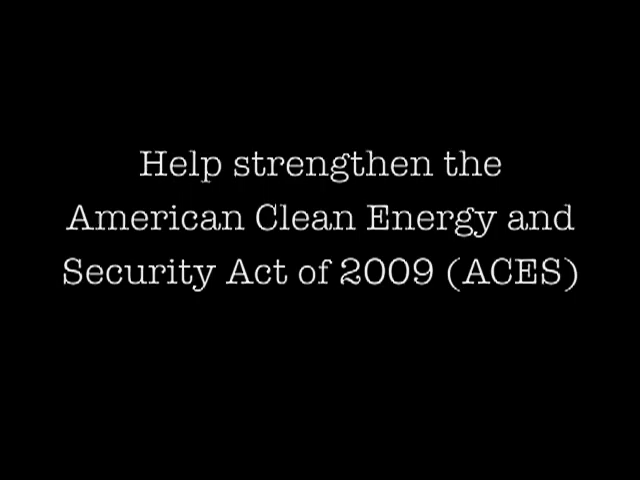 Help strengthen the
American Clean Energy and
Security Act of 2009 (ACES)